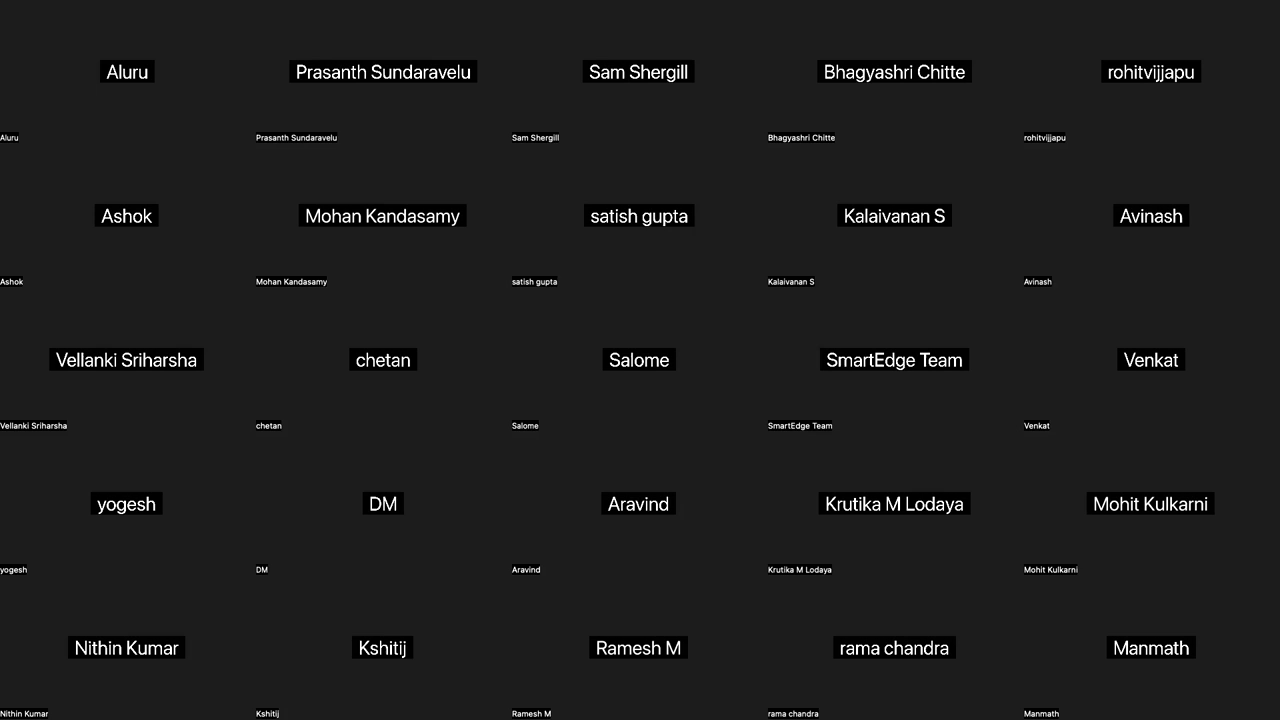 Aluru
Prasanth Sundaravelu
Sam Shergill
Bhagyashri Chitte
rohitvijjapu
Aluru
Prasanth Sundaravelu
Sam Shergill
Bhagyashri Chitte
rohitvijjapu
Ashok
Mohan Kandasamy
satish gupta
Kalaivanan S
Avinash
Ashok
Mohan Kandasamy
satish gupta
Kalaivanan S
Avinash
Vellanki Sriharsha
chetan
Salome
SmartEdge Team
Venkat
Vellanki Sriharsha
chetan
Salome
SmartEdge Team
Venkat
yogesh
DM
Aravind
Krutika M Lodaya
Mohit Kulkarni
yogesh
DM
Aravind
Krutika M Lodaya
Mohit Kulkarni
Nithin Kumar
Kshitij
Ramesh M
rama chandra
Manmath
Nithin Kumar
Kshitij
Ramesh M
rama chandra
Manmath